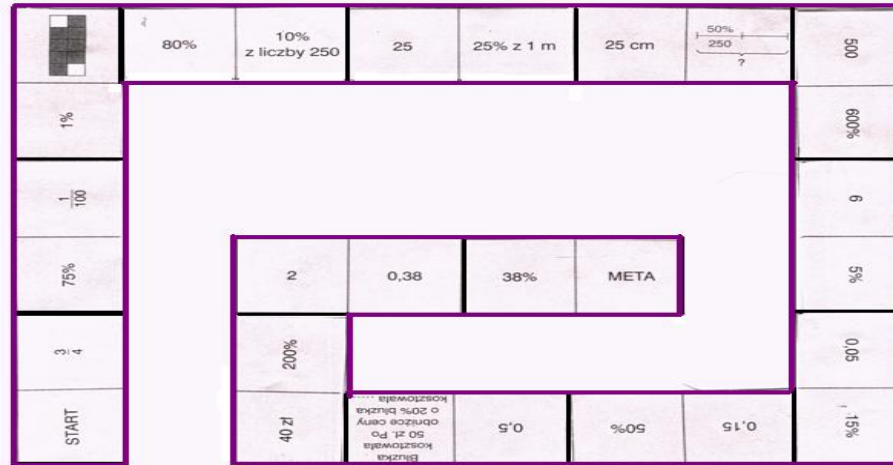 80%
10%
z liczby 250
25
25% z 1 m
25 cm
50%
250
?
500
1%
600%
1/100
6
75%
2
0,38
38%
META
5%
3/4
200%
0,05
START
40 zł
Bluzka
kosztowała
50 zł. Po
obniżce ceny
o 20% bluzka
kosztowała ....
0,5
50%
0,15
15%